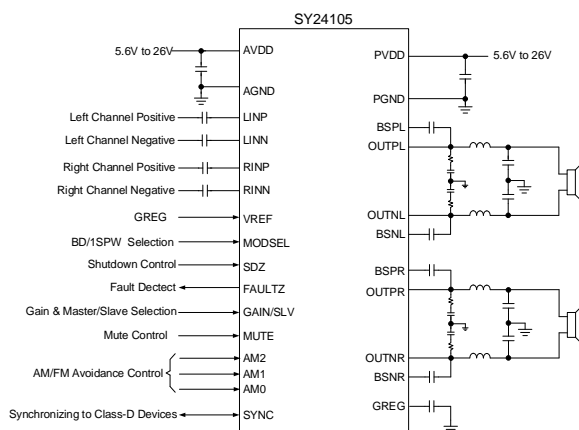 SY24105
5.6V to 26V
AVDD
AGND
Left Channel Positive
LINP
Left Channel Negative
LINN
Right Channel Positive
RINP
Right Channel Negative
RINN
GREG
VREF
BD/1SPW Selection
MODSEL
Shutdown Control
SDZ
Fault Dectect
FAULTZ
Gain & Master/Slave Selection
GAIN/SLV
Mute Control
MUTE
AM/FM Avoidance Control
AM2
AM1
AM0
Synchronizing to Class-D Devices
SYNC
PVDD
5.6V to 26V
PGND
BSPL
OUTPL
OUTNL
BSNL
BSPR
OUTPR
OUTNR
BSNR
GREG